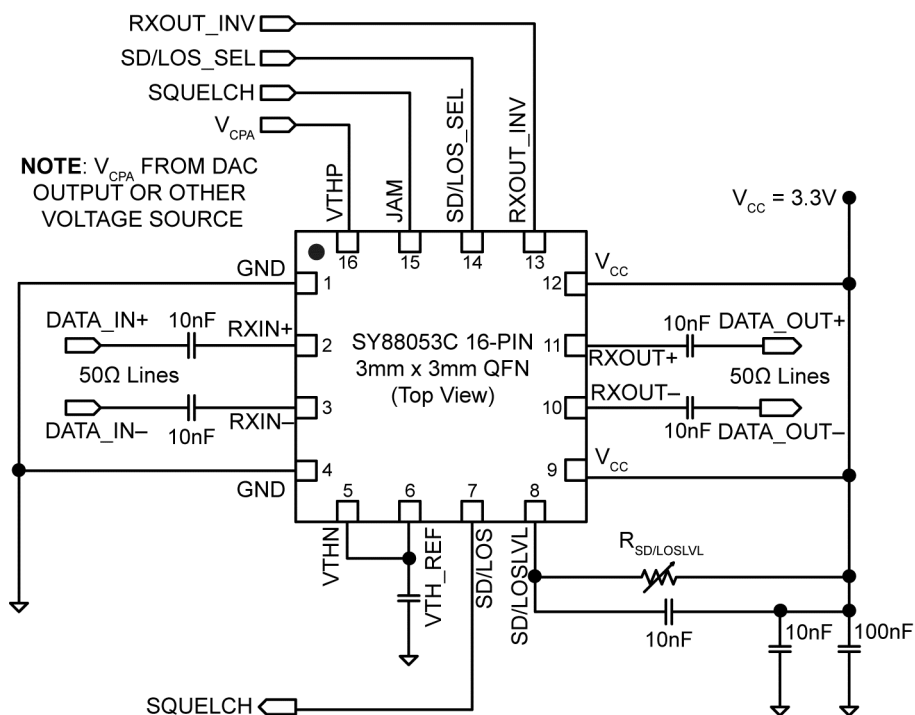 RXOUT_INV
SD/LOS_SEL
SQUELCH
VCPA
NOTE: VCPA FROM DAC
OUTPUT OR OTHER
VOLTAGE SOURCE
VTHP
JAM
SD/LOS_SEL
RXOUT_INV
VCC = 3.3V
16
15
14
13
GND
1
12
VCC
DATA_IN+
10nF
RXIN+
2
SY88053C 16-PIN
3mm x 3mm QFN
(Top View)
11
RXOUT+
10nF
DATA_OUT+
50Ω Lines
50Ω Lines
DATA_IN–
10nF
RXIN–
3
10
RXOUT–
10nF
DATA_OUT–
GND
4
9
VCC
5
6
7
8
VTHN
VTH_REF
SD/LOS
SD/LOSLVL
RSD/LOSLVL
10nF
10nF
100nF
SQUELCH